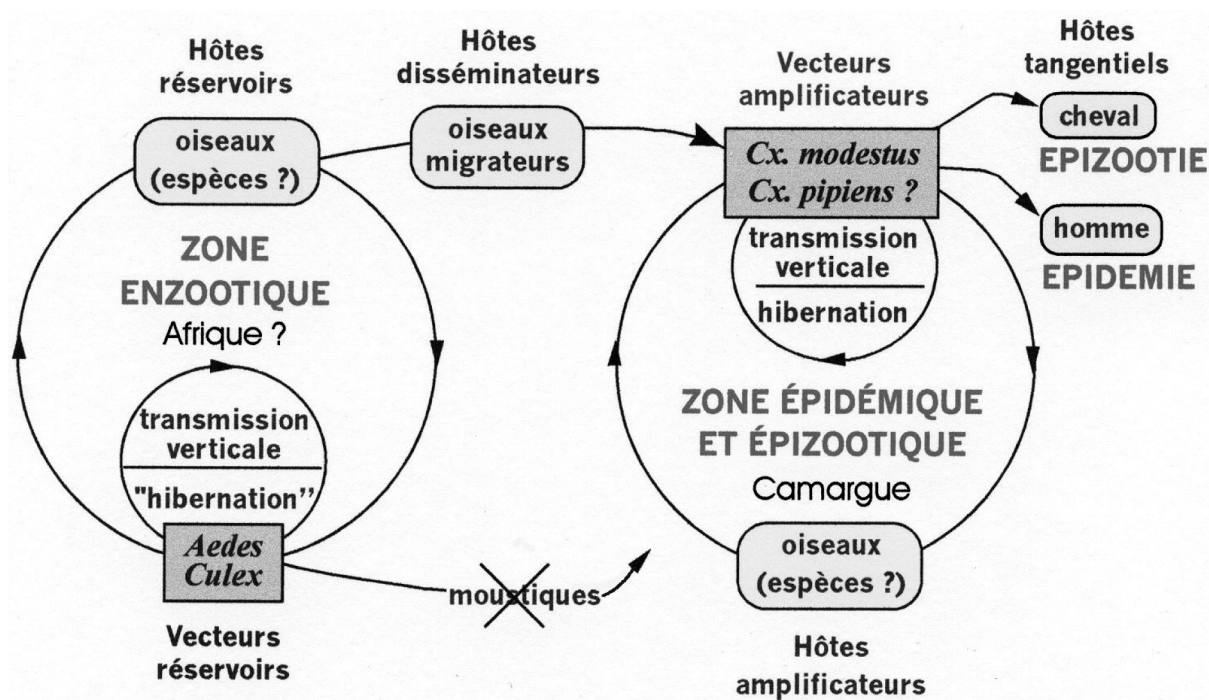 Hôtes
réservoirs
oiseaux
(espèces ?)
ZONE
ENZOOTIQUE
Afrique ?
transmission
verticale
"hibernation"
Aedes
Culex
Vecteurs
réservoirs
Hôtes
disséminateurs
oiseaux
migrateurs
moustiques
Vecteurs
amplificateurs
Cx. modestus
Cx. pipiens ?
transmission
verticale
hibernation
ZONE ÉPIDÉMIQUE
ET ÉPIZOOTIQUE
Camargue
oiseaux
(espèces ?)
Hôtes
amplificateurs
Hôtes
tangentiels
cheval
EPIZOOTIE
homme
EPIDEMIE